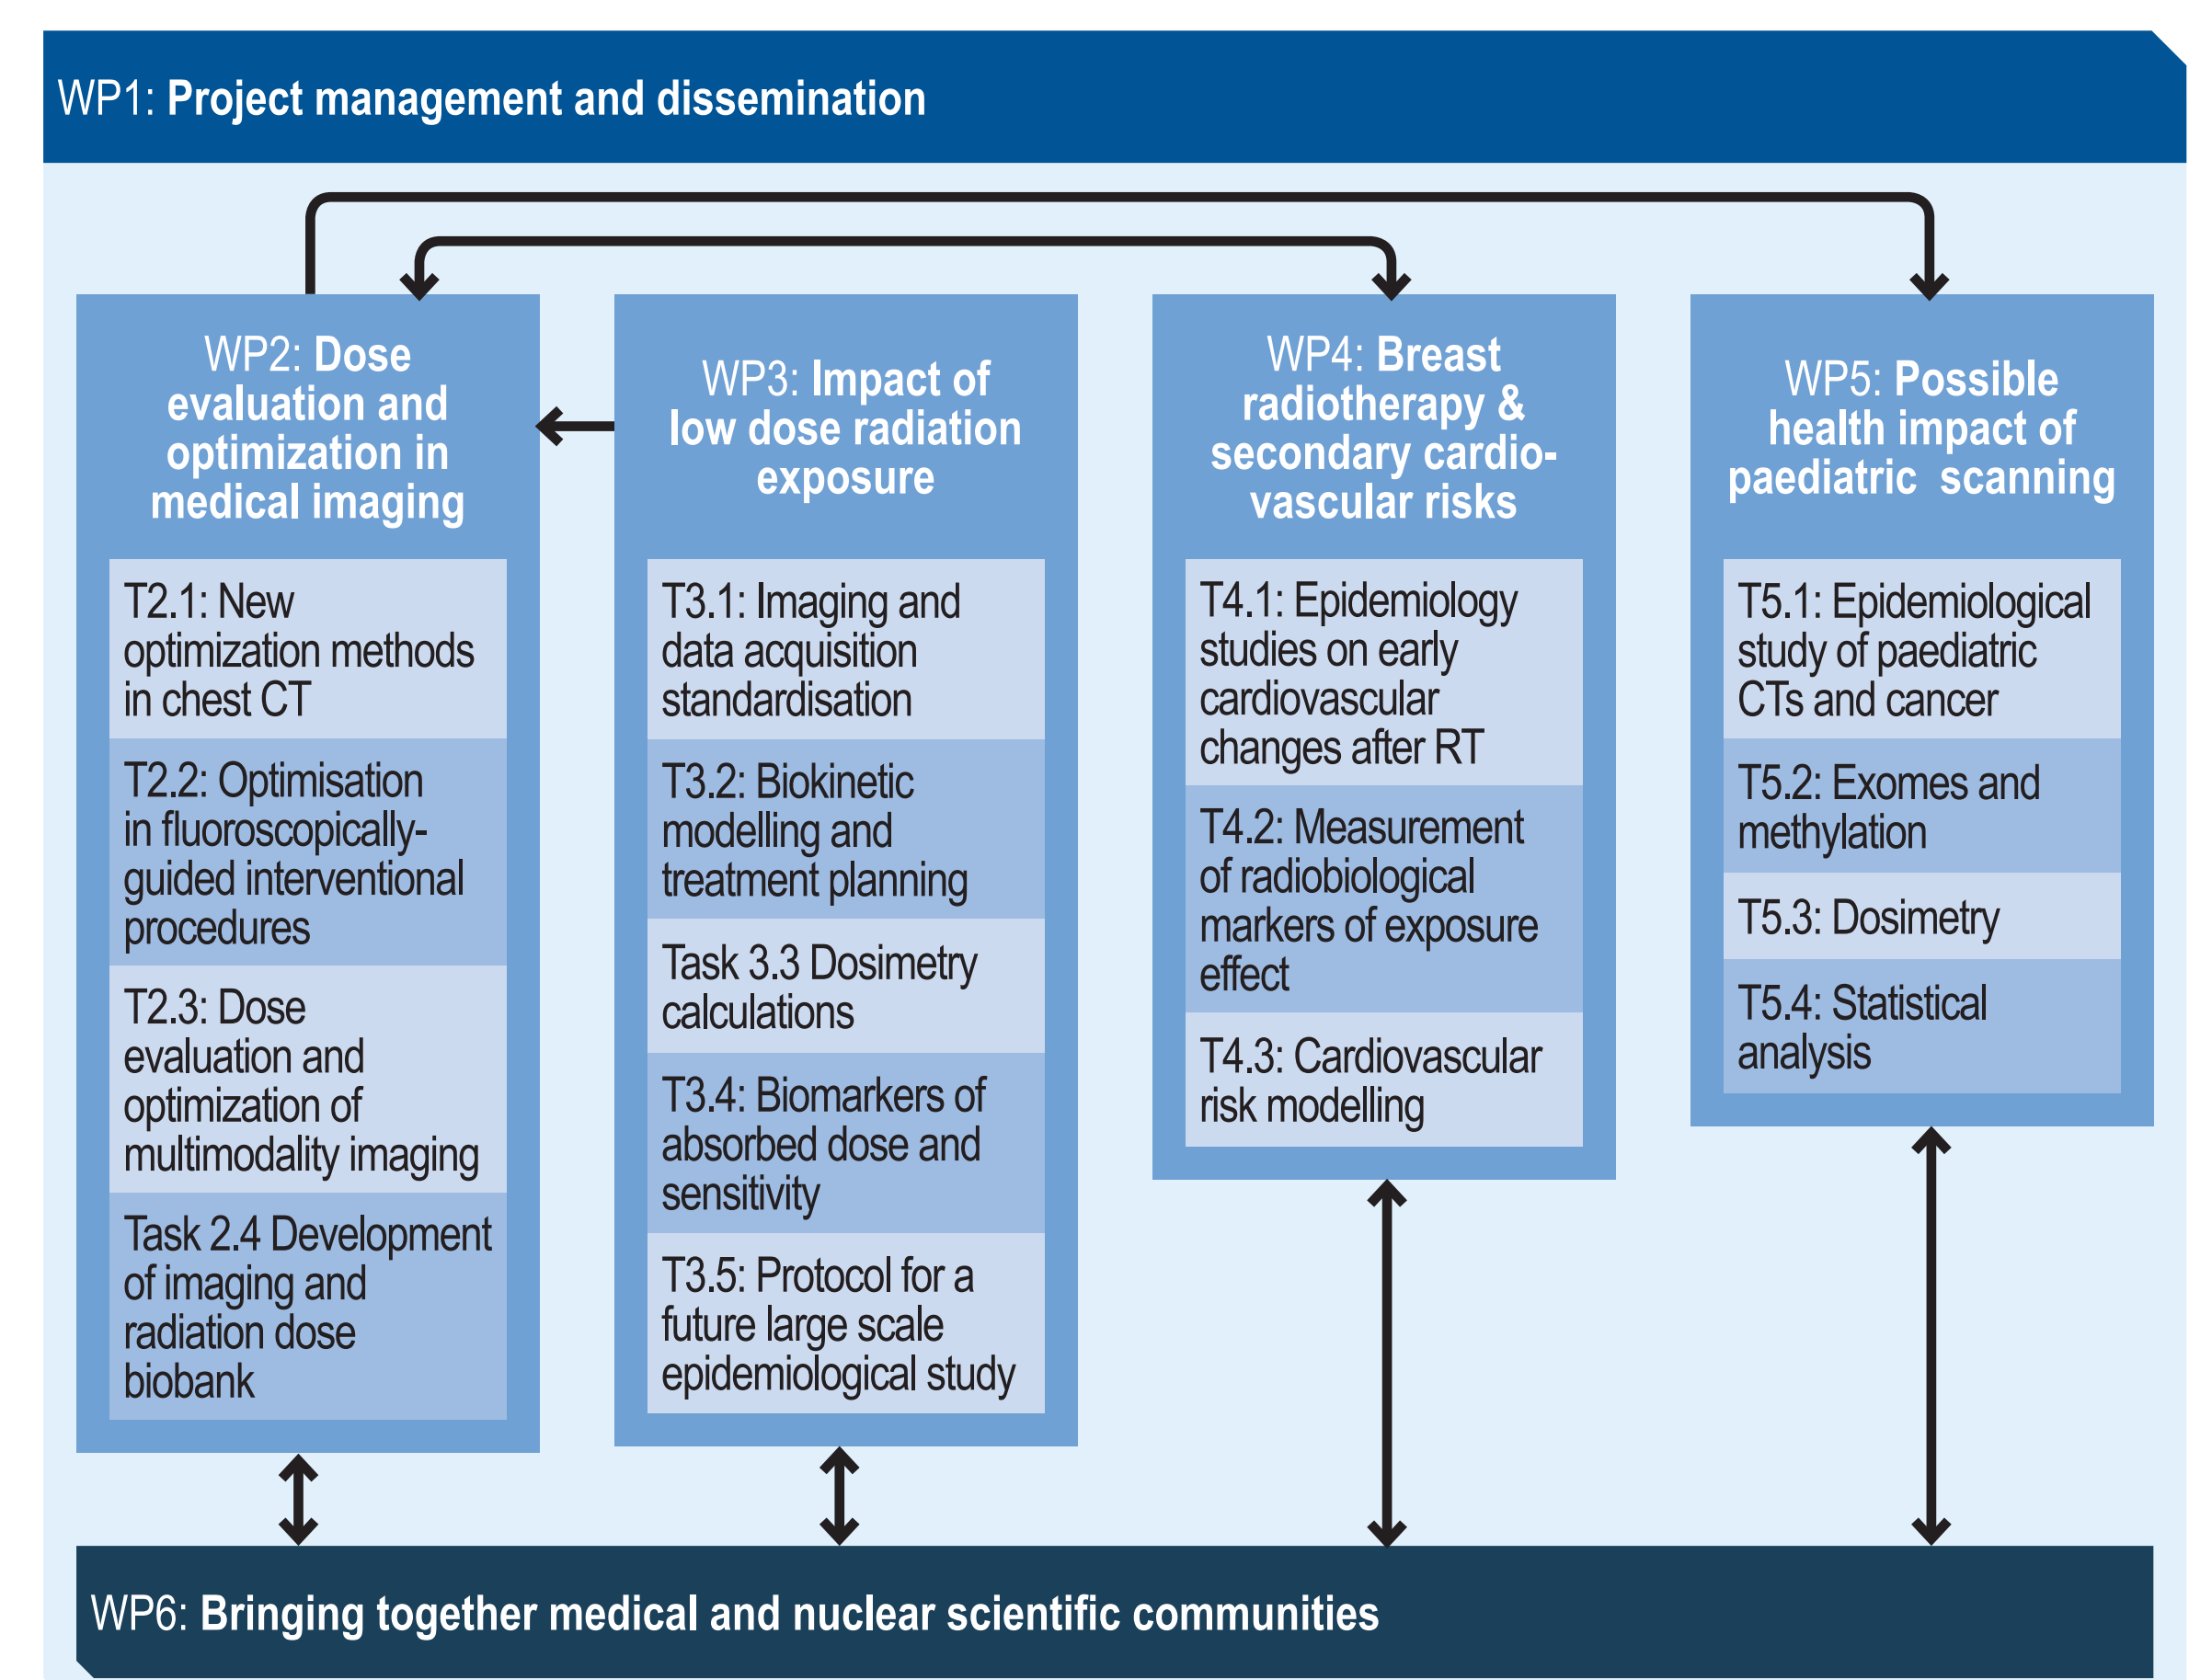 WP1: Project management and dissemination
WP2: Dose
evaluation and
optimization in
medical imaging
T2.1: New
optimization methods
in chest CT
T2.2: Optimisation
in fluoroscopically-
guided interventional
procedures
T2.3: Dose
evaluation and
optimization of
multimodality imaging
Task 2.4 Development
of imaging and
radiation dose
biobank
WP3: Impact of
low dose radiation
exposure
T3.1: Imaging and
data acquisition
standardisation
T3.2: Biokinetic
modelling and
treatment planning
Task 3.3 Dosimetry
calculations
T3.4: Biomarkers of
absorbed dose and
sensitivity
T3.5: Protocol for a
future large scale
epidemiological study
WP4: Breast
radiotherapy &
secondary cardio-
vascular risks
T4.1: Epidemiology
studies on early
cardiovascular
changes after RT
T4.2: Measurement
of radiobiological
markers of exposure
effect
T4.3: Cardiovascular
risk modelling
WP5: Possible
health impact of
paediatric scanning
T5.1: Epidemiological
study of paediatric
CTs and cancer
T5.2: Exomes and
methylation
T5.3: Dosimetry
T5.4: Statistical
analysis
WP6: Bringing together medical and nuclear scientific communities